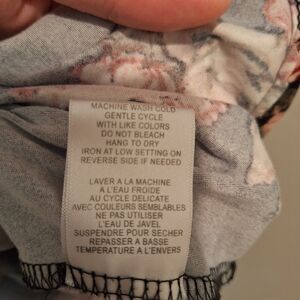 MACHINE WASH COLD
GENTLE CYCLE
WITH LIKE COLORS
DO NOT BLEACH
HANG TO DRY
IRON AT LOW SETTING ON
REVERSE SIDE IF NEEDED
LAVER A LA MACHINE
A L'EAU FROIDE
AU CYCLE DELICATE
AVEC COULEURS SEMBLABLES
NE PAS UTILISER
L'EAU DE JAVEL
SUSPENDRE POUR SECHER
REPASSER A BASSE
TEMPERATURE A L'ENVERS